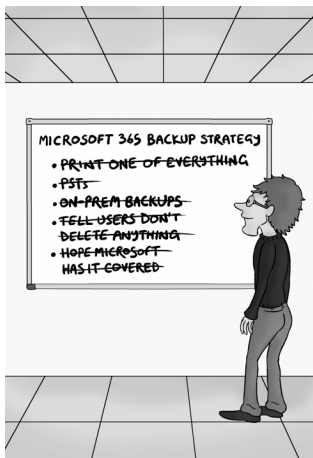 MICROSOFT 365 BACKUP STRATEGY
• PRINT ONE OF EVERYTHING
• PSTs
• ON-PREM BACKUPS
• TELL USERS DON'T
DELETE ANYTHING
• HOPE MICROSOFT
HAS IT COVERED